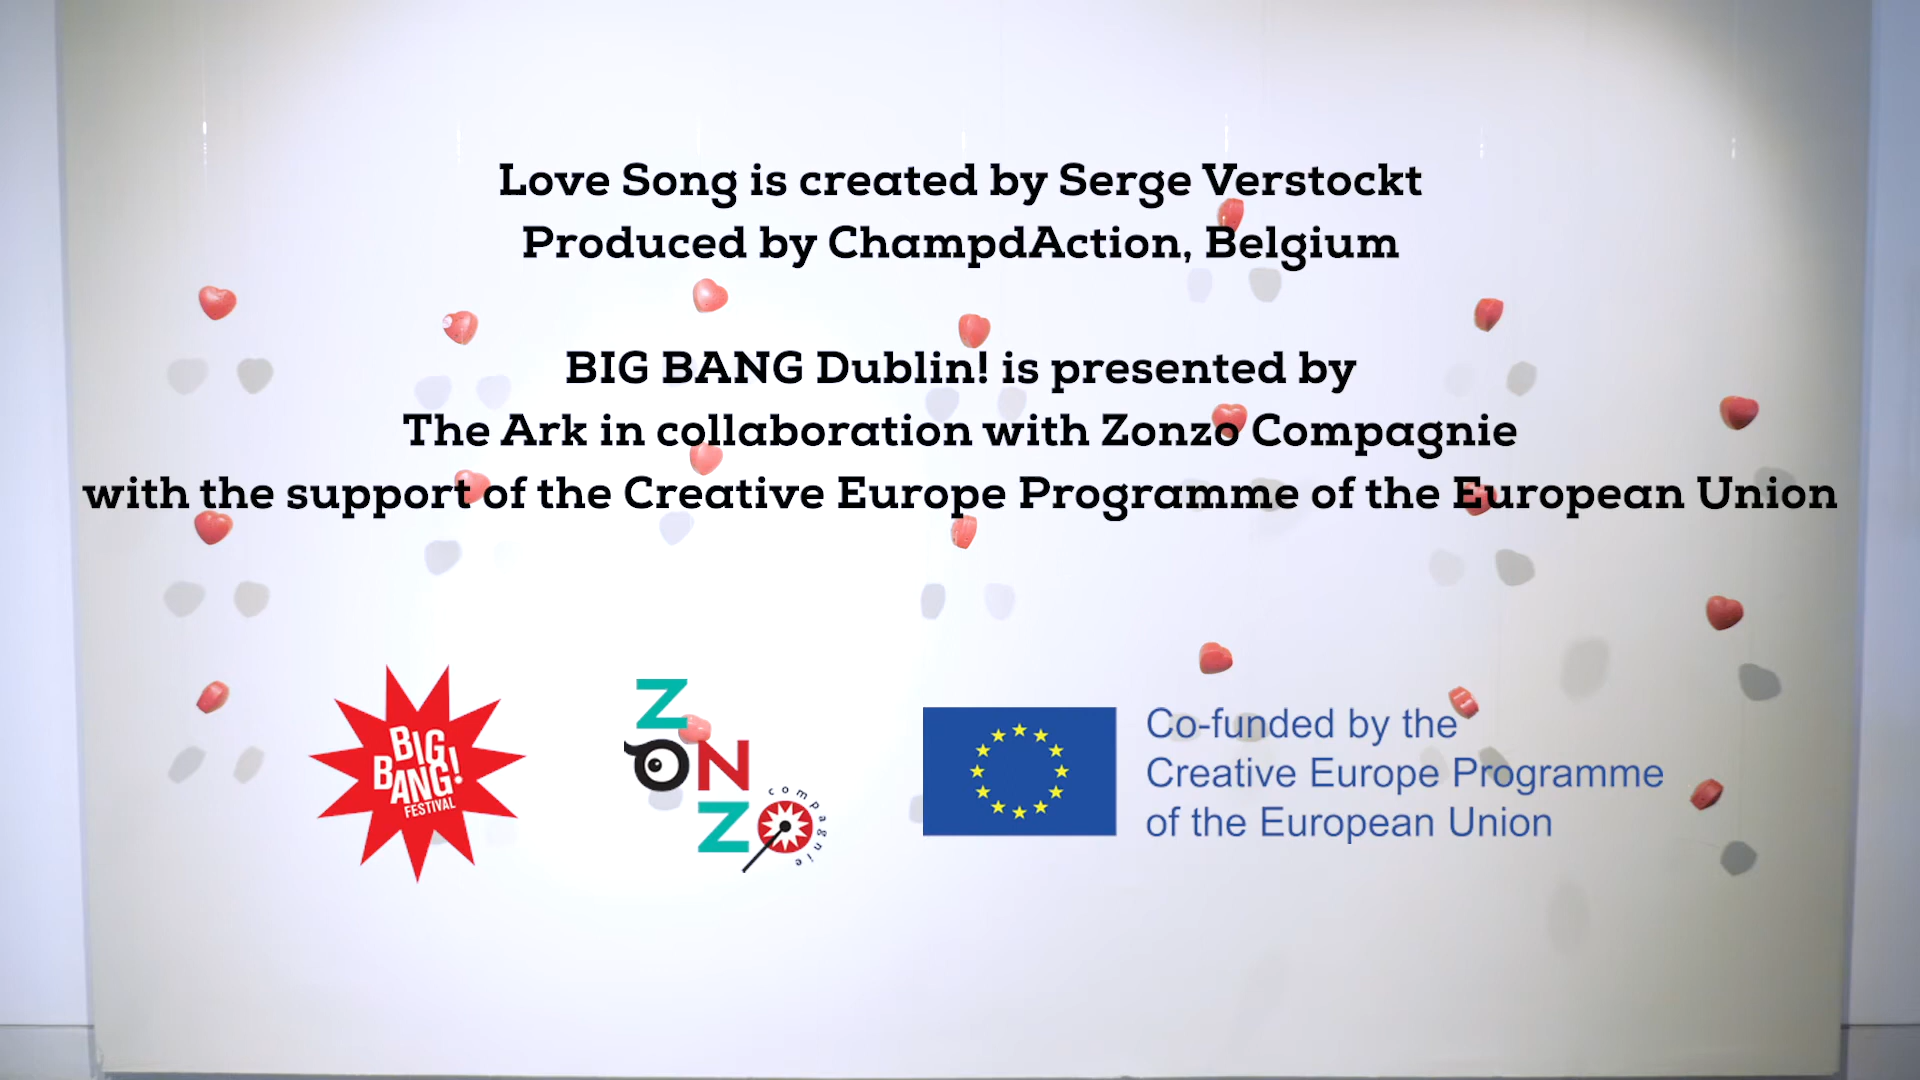 Love Song is created by Serge Verstockt
Produced by ChampdAction, Belgium
BIG BANG Dublin! is presented by
The Ark in collaboration with Zonzo Compagnie
with the support of the Creative Europe Programme of the European Union
BIG
BANG!
FESTIVAL
ZONZO
compagnie
Co-funded by the
Creative Europe Programme
of the European Union